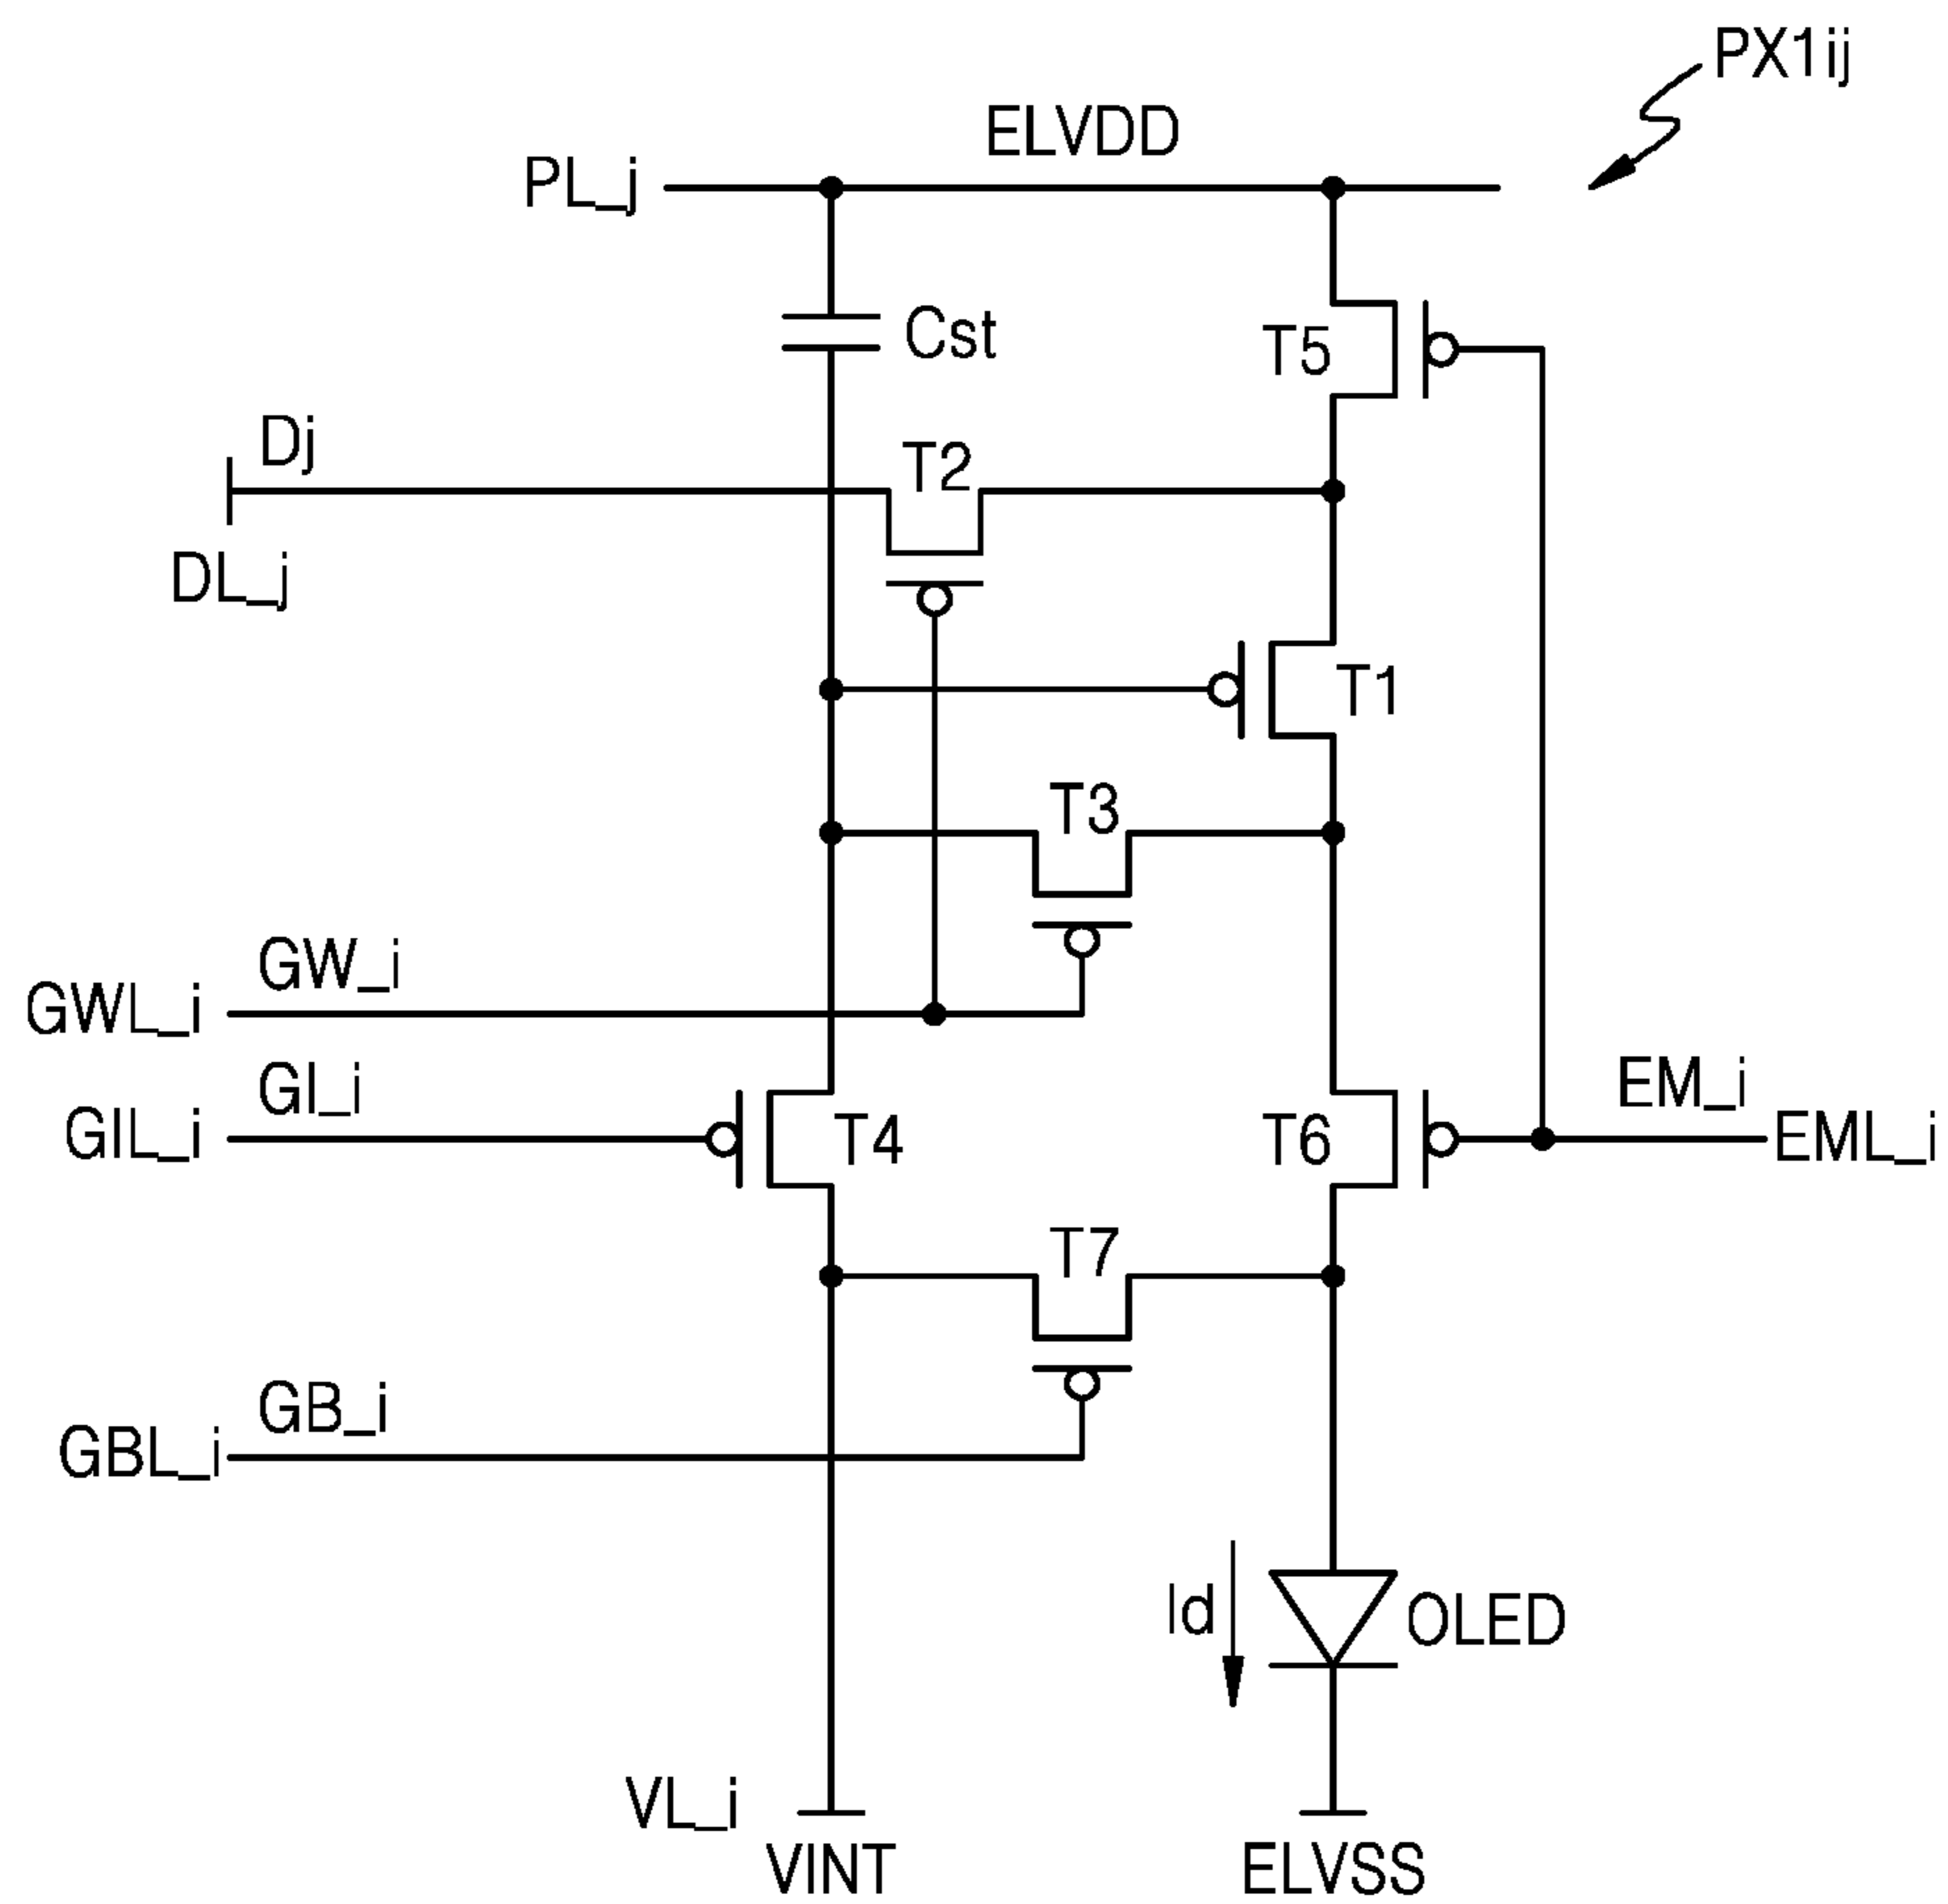 PX1ij
ELVDD
PL_j
Cst
T5
Dj
T2
DL_j
T1
T3
GW_i
GWL_i
GI_i
EM_i
GIL_i
T4
T6
EML_i
T7
GB_i
GBL_i
Id
OLED
VL_i
VINT
ELVSS